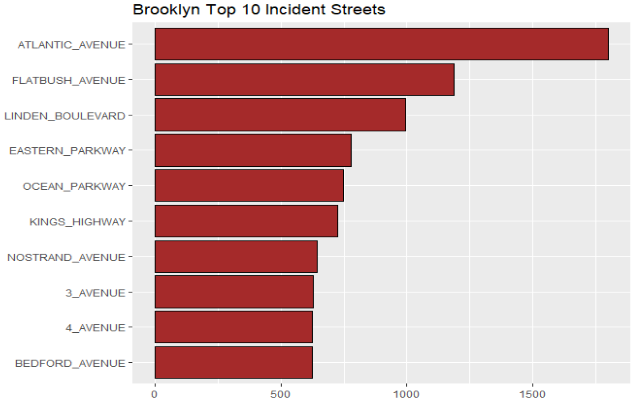 Brooklyn Top 10 Incident Streets
ATLANTIC_AVENUE
FLATBUSH_AVENUE
LINDEN_BOULEVARD
EASTERN_PARKWAY
OCEAN_PARKWAY
KINGS_HIGHWAY
NOSTRAND_AVENUE
3_AVENUE
4_AVENUE
BEDFORD_AVENUE
0 500 1000 1500